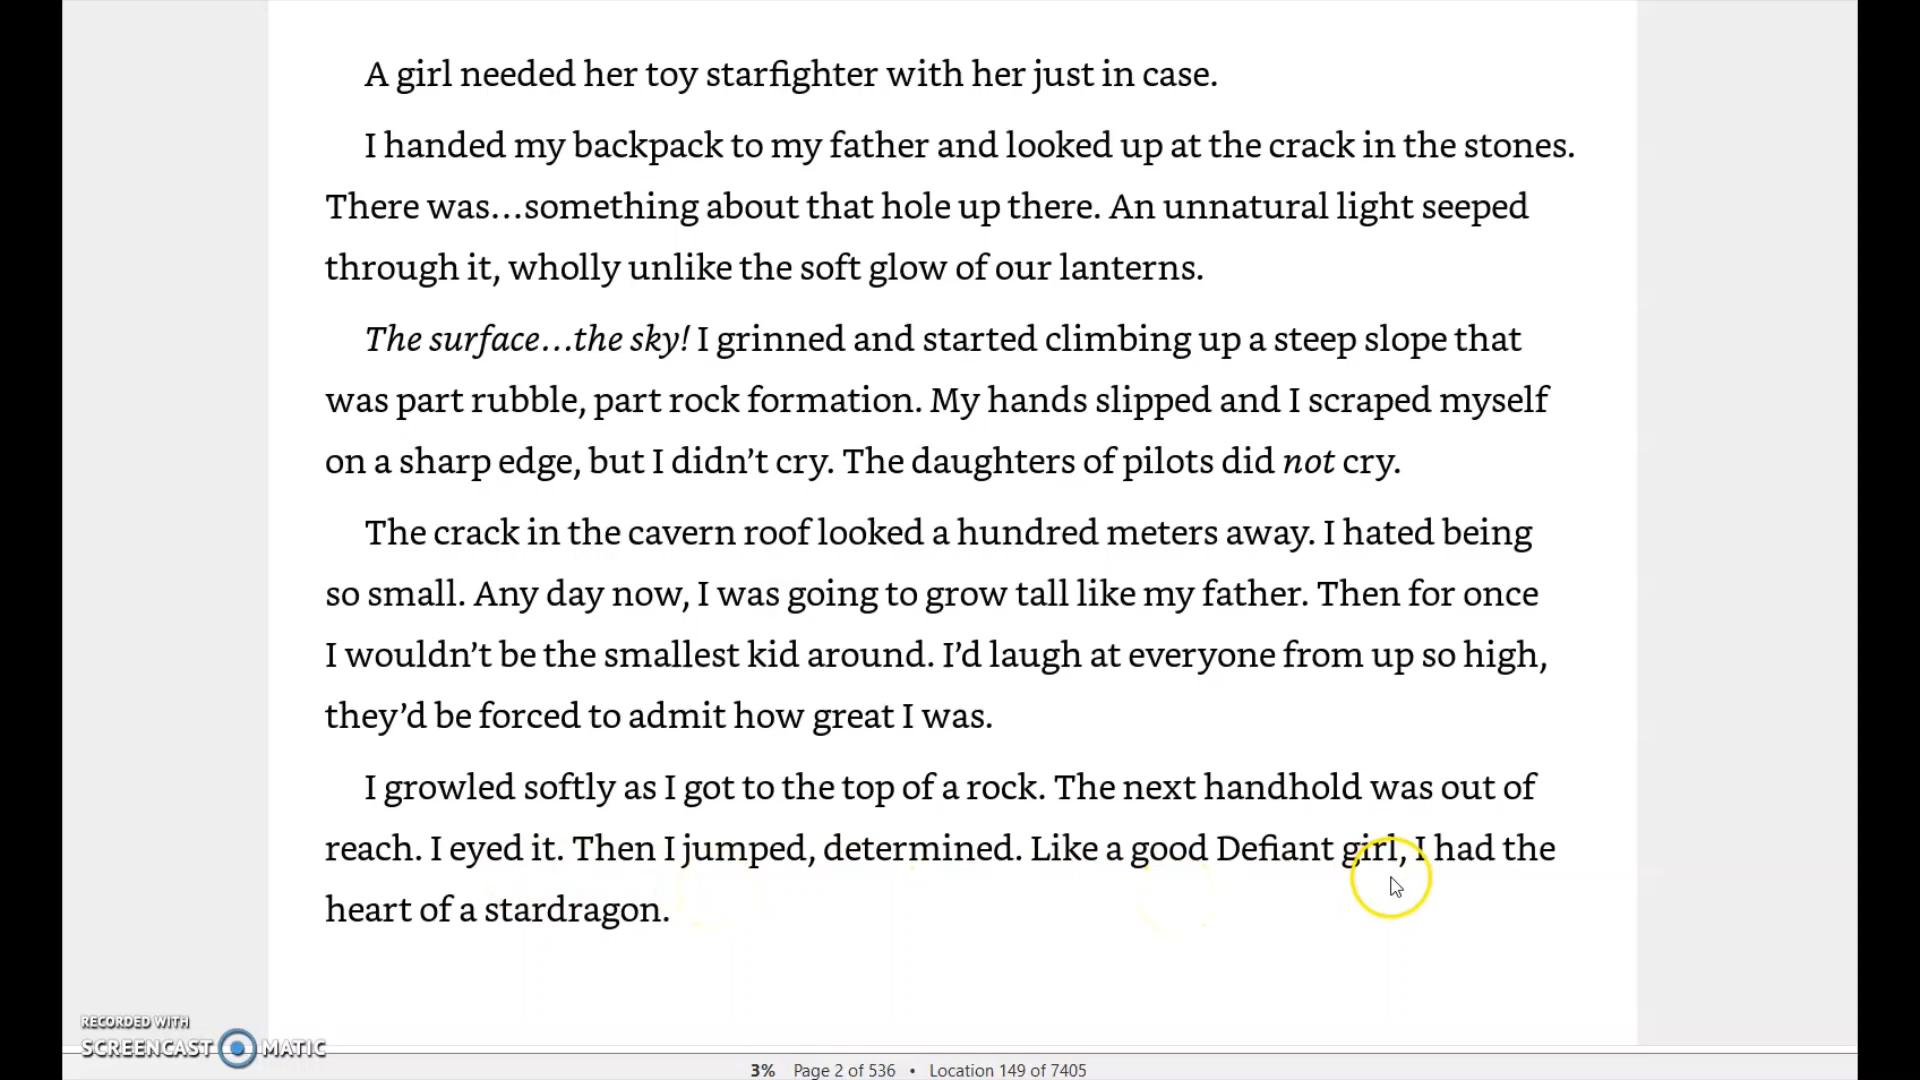 A girl needed her toy starfighter with her just in case.
I handed my backpack to my father and looked up at the crack in the stones.
There was…something about that hole up there. An unnatural light seeped
through it, wholly unlike the soft glow of our lanterns.
The surface…the sky! I grinned and started climbing up a steep slope that
was part rubble, part rock formation. My hands slipped and I scraped myself
on a sharp edge, but I didn’t cry. The daughters of pilots did not cry.
The crack in the cavern roof looked a hundred meters away. I hated being
so small. Any day now, I was going to grow tall like my father. Then for once
I wouldn’t be the smallest kid around. I’d laugh at everyone from up so high,
they’d be forced to admit how great I was.
I growled softly as I got to the top of a rock. The next handhold was out of
reach. I eyed it. Then I jumped, determined. Like a good Defiant girl, I had the
heart of a stardragon.
RECORDED WITH
SCREENCAST MATIC
3% Page 2 of 536 • Location 149 of 7405